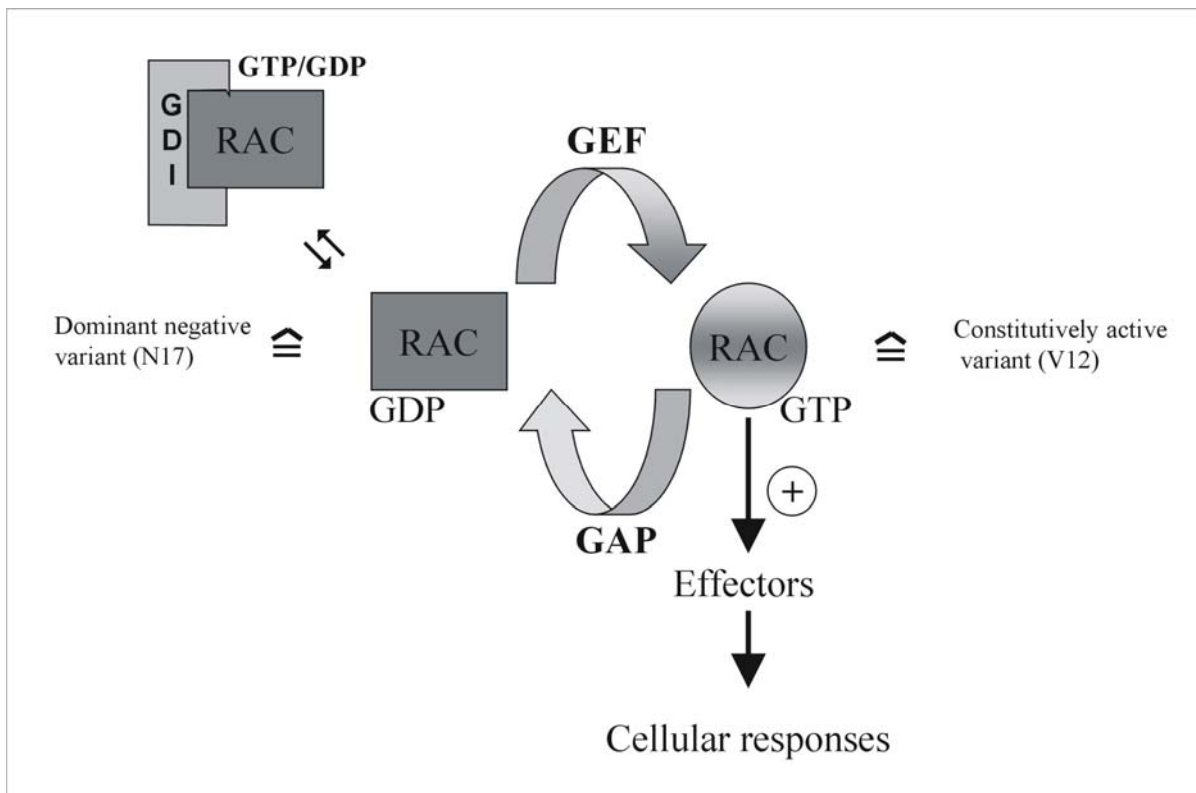 GTP/GDP
G
D
I
RAC
GEF
Dominant negative
variant (N17)
≙
RAC
GDP
RAC
GTP
≙
Constitutively active
variant (V12)
+
GAP
Effectors
Cellular responses